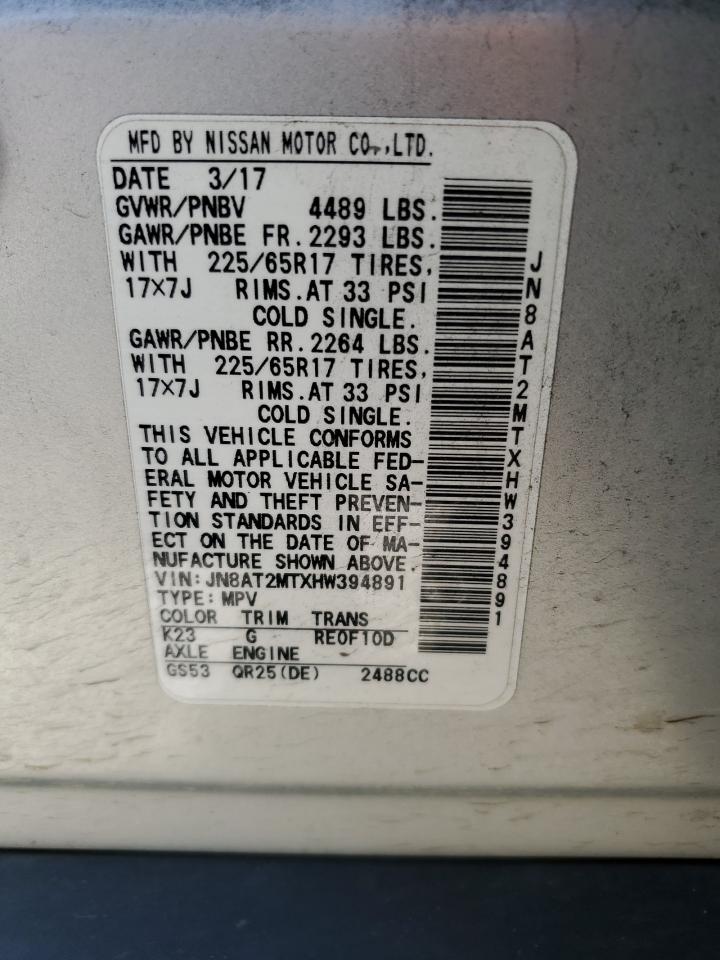 MFD BY NISSAN MOTOR CO.,LTD.
DATE 3/17
GVWR/PNBV 4489 LBS.
GAWR/PNBE FR.2293 LBS.
WITH 225/65R17 TIRES,
17×7J RIMS.AT 33 PSI
COLD SINGLE.
GAWR/PNBE RR.2264 LBS.
WITH 225/65R17 TIRES,
17×7J RIMS.AT 33 PSI
COLD SINGLE.
THIS VEHICLE CONFORMS
TO ALL APPLICABLE FED-
ERAL MOTOR VEHICLE SA-
FETY AND THEFT PREVEN-
TION STANDARDS IN EFF-
ECT ON THE DATE OF MA-
NUFACTURE SHOWN ABOVE.
VIN:JN8AT2MTXHW394891
TYPE:MPV
COLOR TRIM TRANS
K23 G RE0F10D
AXLE ENGINE
GS53 QR25(DE) 2488CC
JN8AT2MTXHW394891